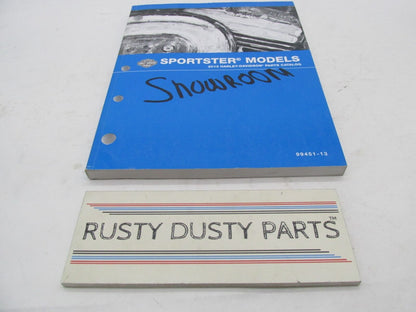 SPORTSTER® MODELS
2013 HARLEY-DAVIDSON® PARTS CATALOG
SHOWROOM
99451-13
RUSTY DUSTY PARTS™